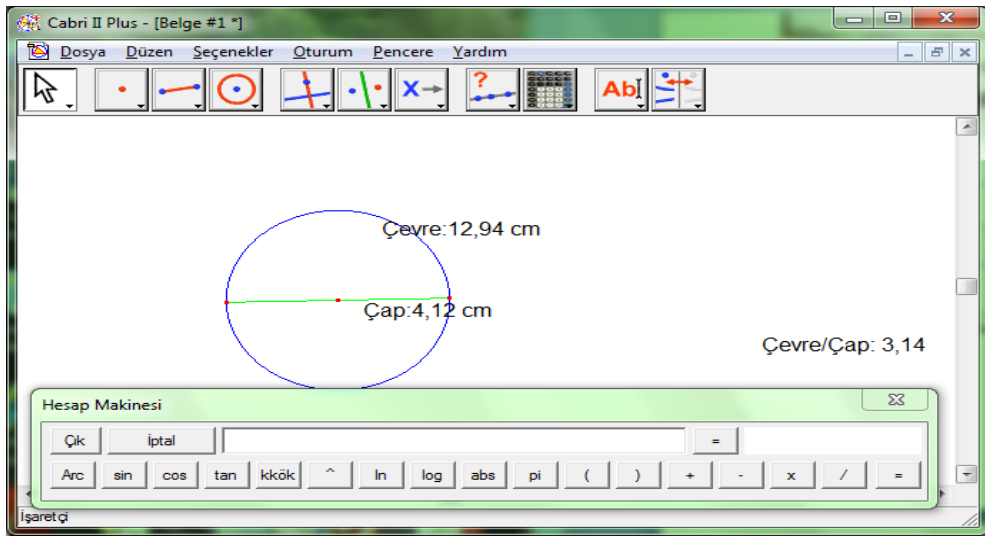 Cabri II Plus - [Belge #1 *]
Dosya Düzen Seçenekler Oturum Pencere Yardım
? X Ab
Çevre:12,94 cm
Çap:4,12 cm
Çevre/Çap: 3,14
Hesap Makinesi
Çık İptal =
Arc sin cos tan kkök ^ ln log abs pi ( ) + - x / =
İşaretçi